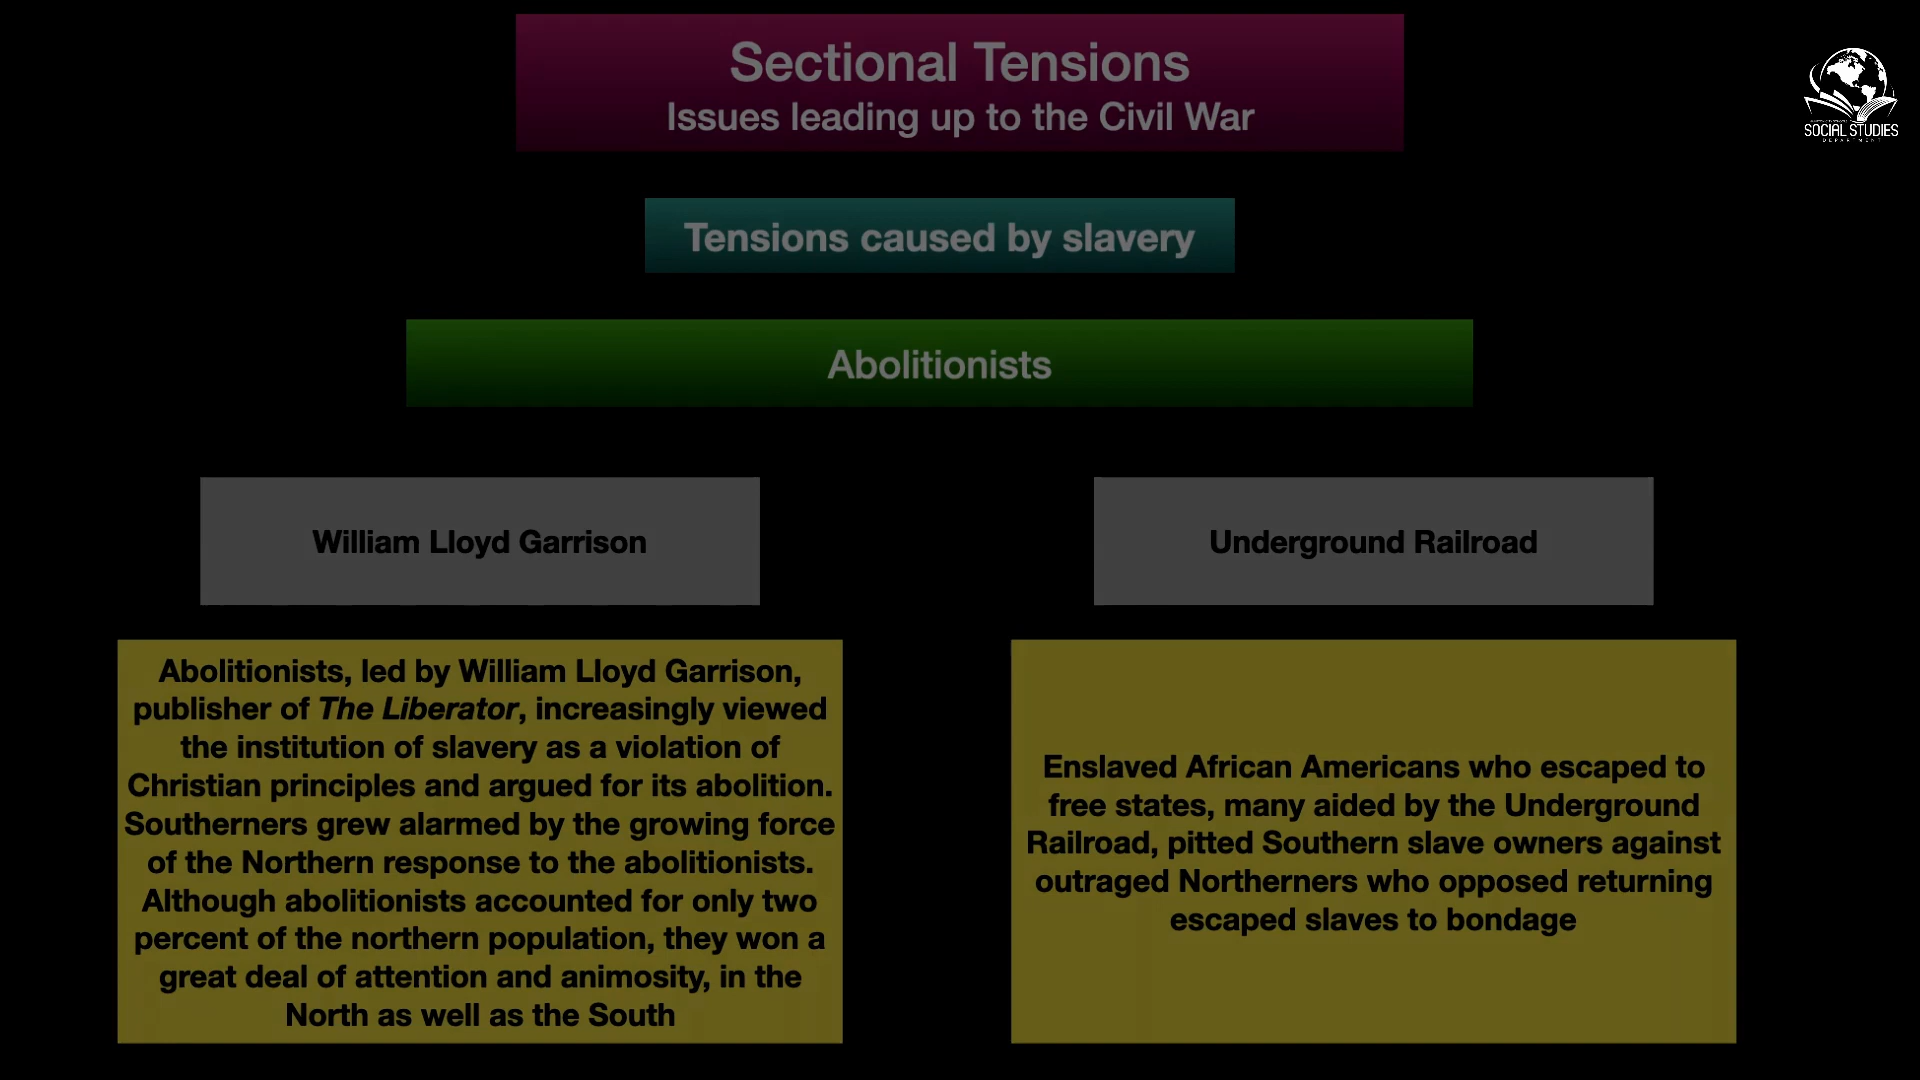 Sectional Tensions
Issues leading up to the Civil War
SOCIAL STUDIES
DEPARTMENT
Tensions caused by slavery
Abolitionists
William Lloyd Garrison
Underground Railroad
Abolitionists, led by William Lloyd Garrison,
publisher of The Liberator, increasingly viewed
the institution of slavery as a violation of
Christian principles and argued for its abolition.
Southerners grew alarmed by the growing force
of the Northern response to the abolitionists.
Although abolitionists accounted for only two
percent of the northern population, they won a
great deal of attention and animosity, in the
North as well as the South
Enslaved African Americans who escaped to
free states, many aided by the Underground
Railroad, pitted Southern slave owners against
outraged Northerners who opposed returning
escaped slaves to bondage